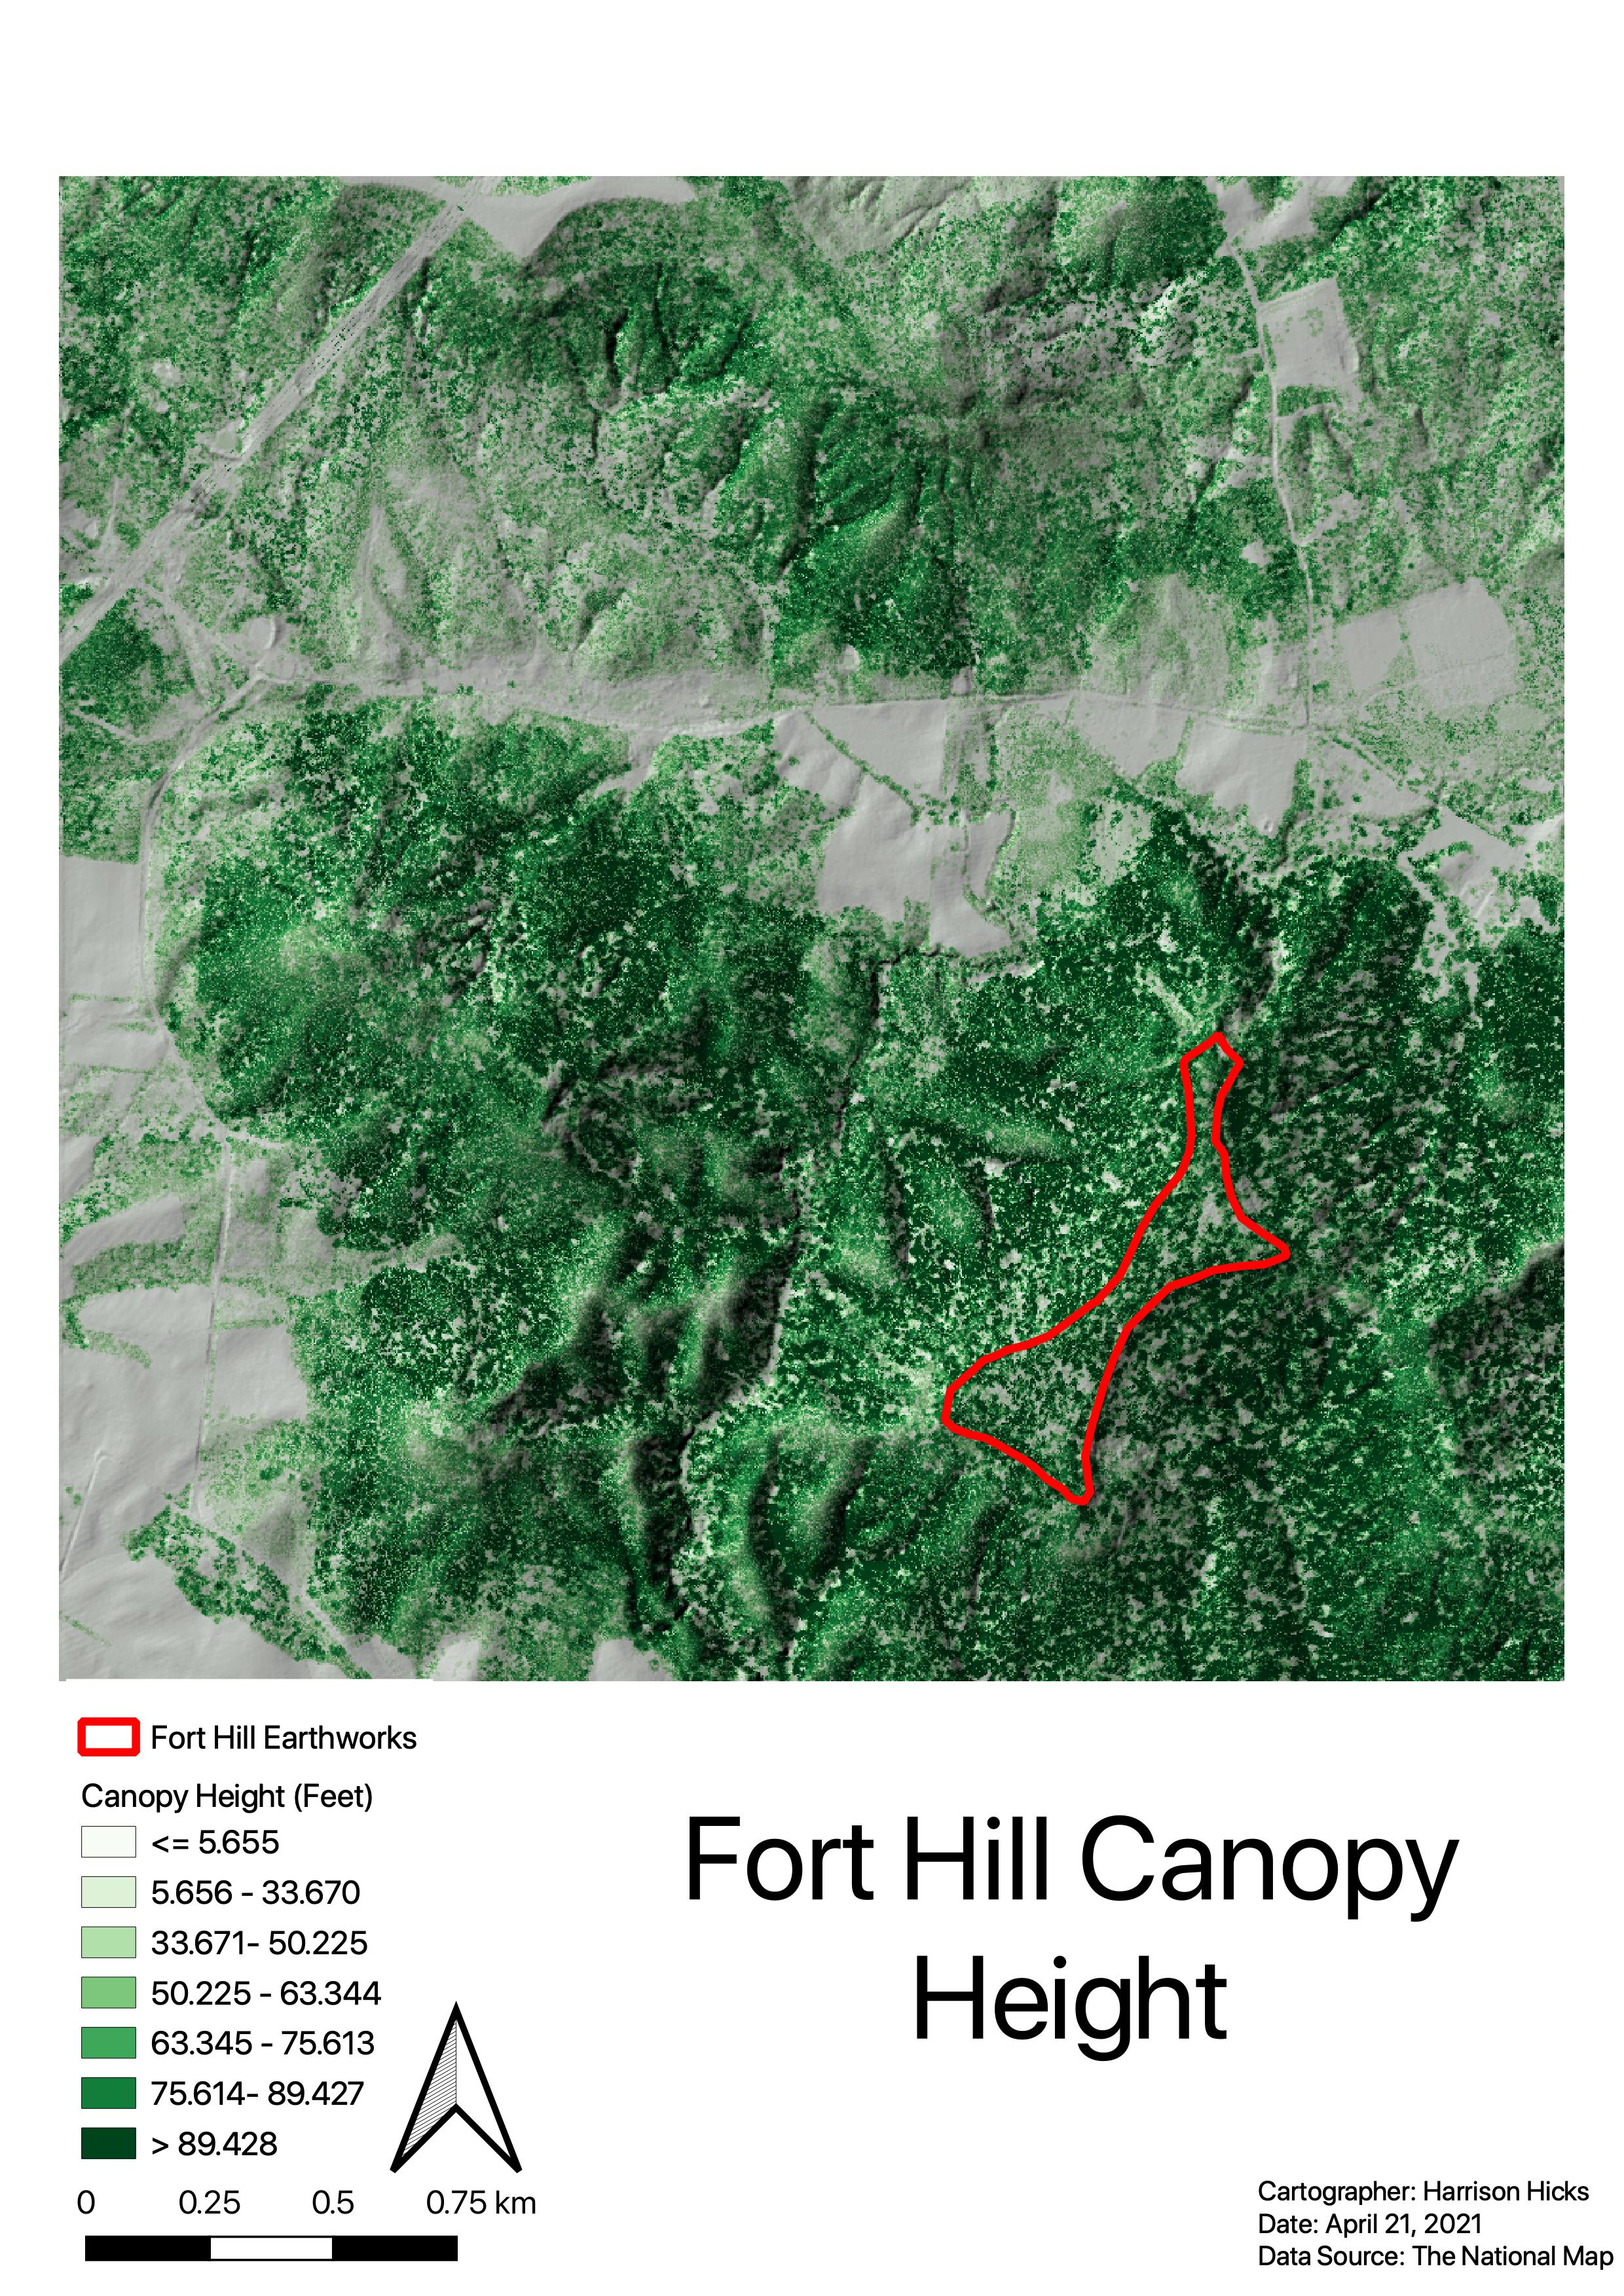 Fort Hill Earthworks
Canopy Height (Feet)
<= 5.655
5.656 - 33.670
33.671- 50.225
50.225 - 63.344
63.345 - 75.613
75.614- 89.427
> 89.428
0 0.25 0.5 0.75 km
Fort Hill Canopy
Height
Cartographer: Harrison Hicks
Date: April 21, 2021
Data Source: The National Map